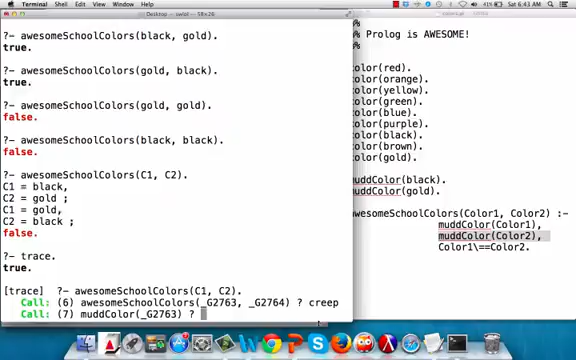 Terminal Shell Edit View Window Help
Sat 6:43 AM
Desktop — swipl — 58×26
colors.pl
?- awesomeSchoolColors(black, gold).
true.
?- awesomeSchoolColors(gold, black).
true.
?- awesomeSchoolColors(gold, gold).
false.
?- awesomeSchoolColors(black, black).
false.
?- awesomeSchoolColors(C1, C2).
C1 = black,
C2 = gold ;
C1 = gold,
C2 = black ;
false.
?- trace.
true.
[trace] ?- awesomeSchoolColors(C1, C2).
Call: (6) awesomeSchoolColors(_G2763, _G2764) ? creep
Call: (7) muddColor(_G2763) ?
%%
%% Prolog is AWESOME!
%%
color(red).
color(orange).
color(yellow).
color(green).
color(blue).
color(purple).
color(black).
color(brown).
color(gold).
muddColor(black).
muddColor(gold).
awesomeSchoolColors(Color1, Color2) :-
muddColor(Color1),
muddColor(Color2),
Color1\==Color2.